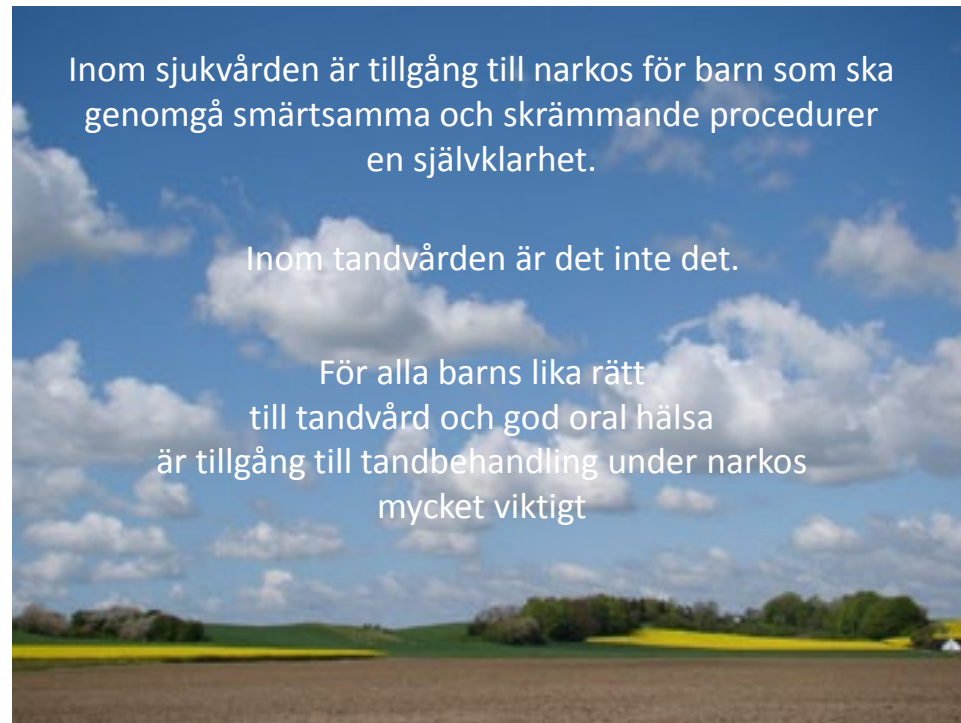 Inom sjukvården är tillgång till narkos för barn som ska
genomgå smärtsamma och skrämmande procedurer
en självklarhet.
Inom tandvården är det inte det.
För alla barns lika rätt
till tandvård och god oral hälsa
är tillgång till tandbehandling under narkos
mycket viktigt